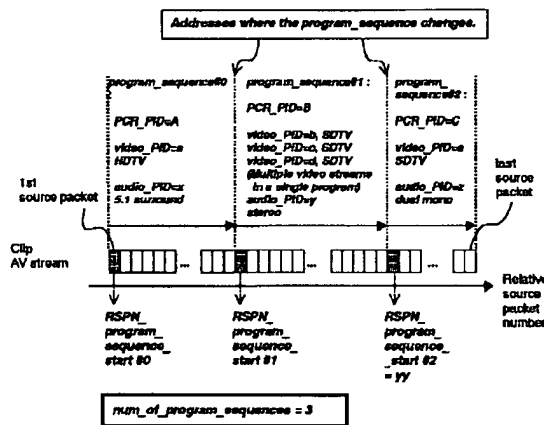 Addresses where the program_sequence changes.
program_sequence#0
PCR_PID=A
video_PID=a
HDTV
audio_PID=x
5.1 surround
program_sequence#1 :
PCR_PID=B
video_PID=b, SDTV
video_PID=c, SDTV
video_PID=d, SDTV
(Multiple video streams
in a single program)
audio_PID=y
stereo
program_
sequence#2 :
PCR_PID=C
video_PID=e
SDTV
audio_PID=z
dual mono
1st
source packet
last
source
packet
Clip
AV stream
...
...
...
...
Relative
source
packet
number
RSPN_
program_
sequence_
start #0
RSPN_
program_
sequence_
start #1
RSPN_
program_
sequence_
start #2
= yy
num_of_program_sequences = 3